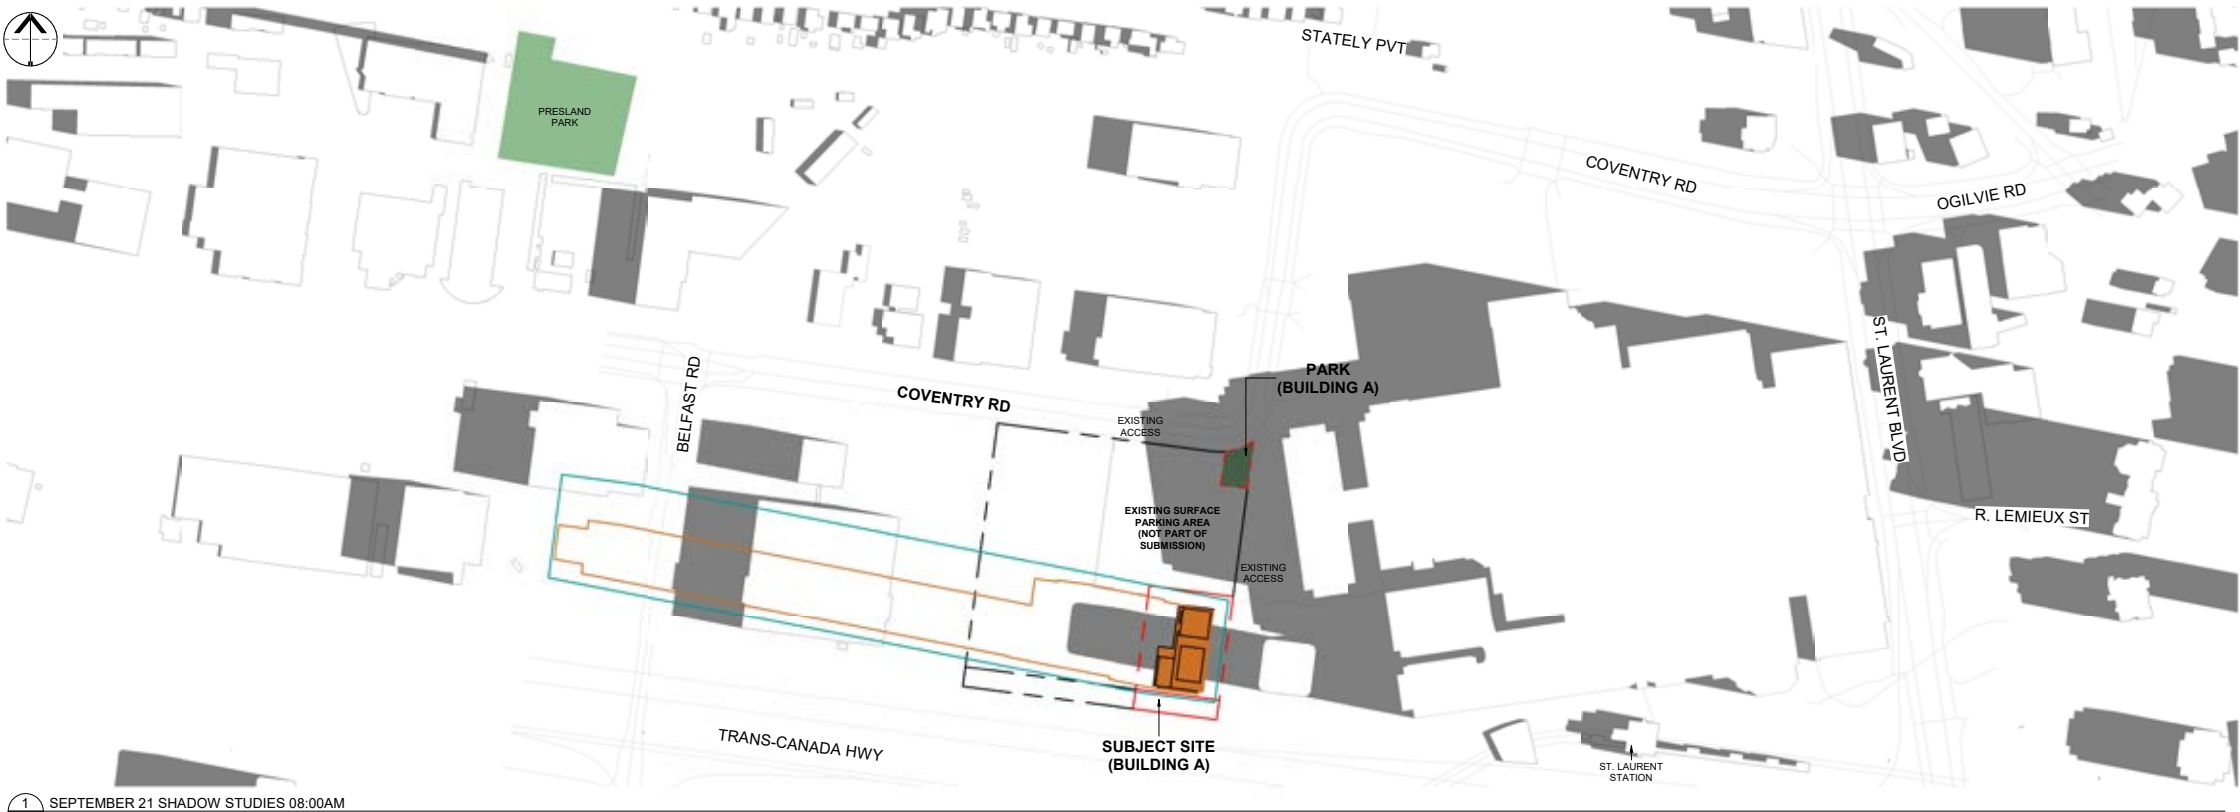 STATELY PVT
PRESLAND
PARK
COVENTRY RD
OGILVIE RD
ST. LAURENT BLVD
BELFAST RD
PARK
(BUILDING A)
COVENTRY RD
EXISTING
ACCESS
EXISTING SURFACE
PARKING AREA
(NOT PART OF
SUBMISSION)
R. LEMIEUX ST
EXISTING
ACCESS
TRANS-CANADA HWY
SUBJECT SITE
(BUILDING A)
ST. LAURENT
STATION
1 SEPTEMBER 21 SHADOW STUDIES 08:00AM